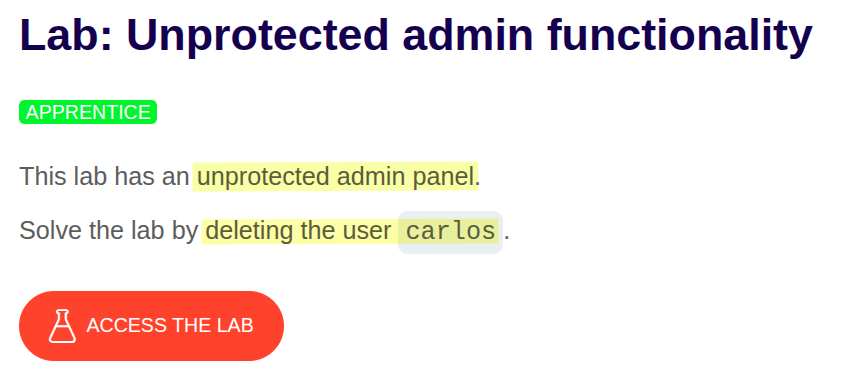 Lab: Unprotected admin functionality
APPRENTICE
This lab has an unprotected admin panel.
Solve the lab by deleting the user carlos.
ACCESS THE LAB